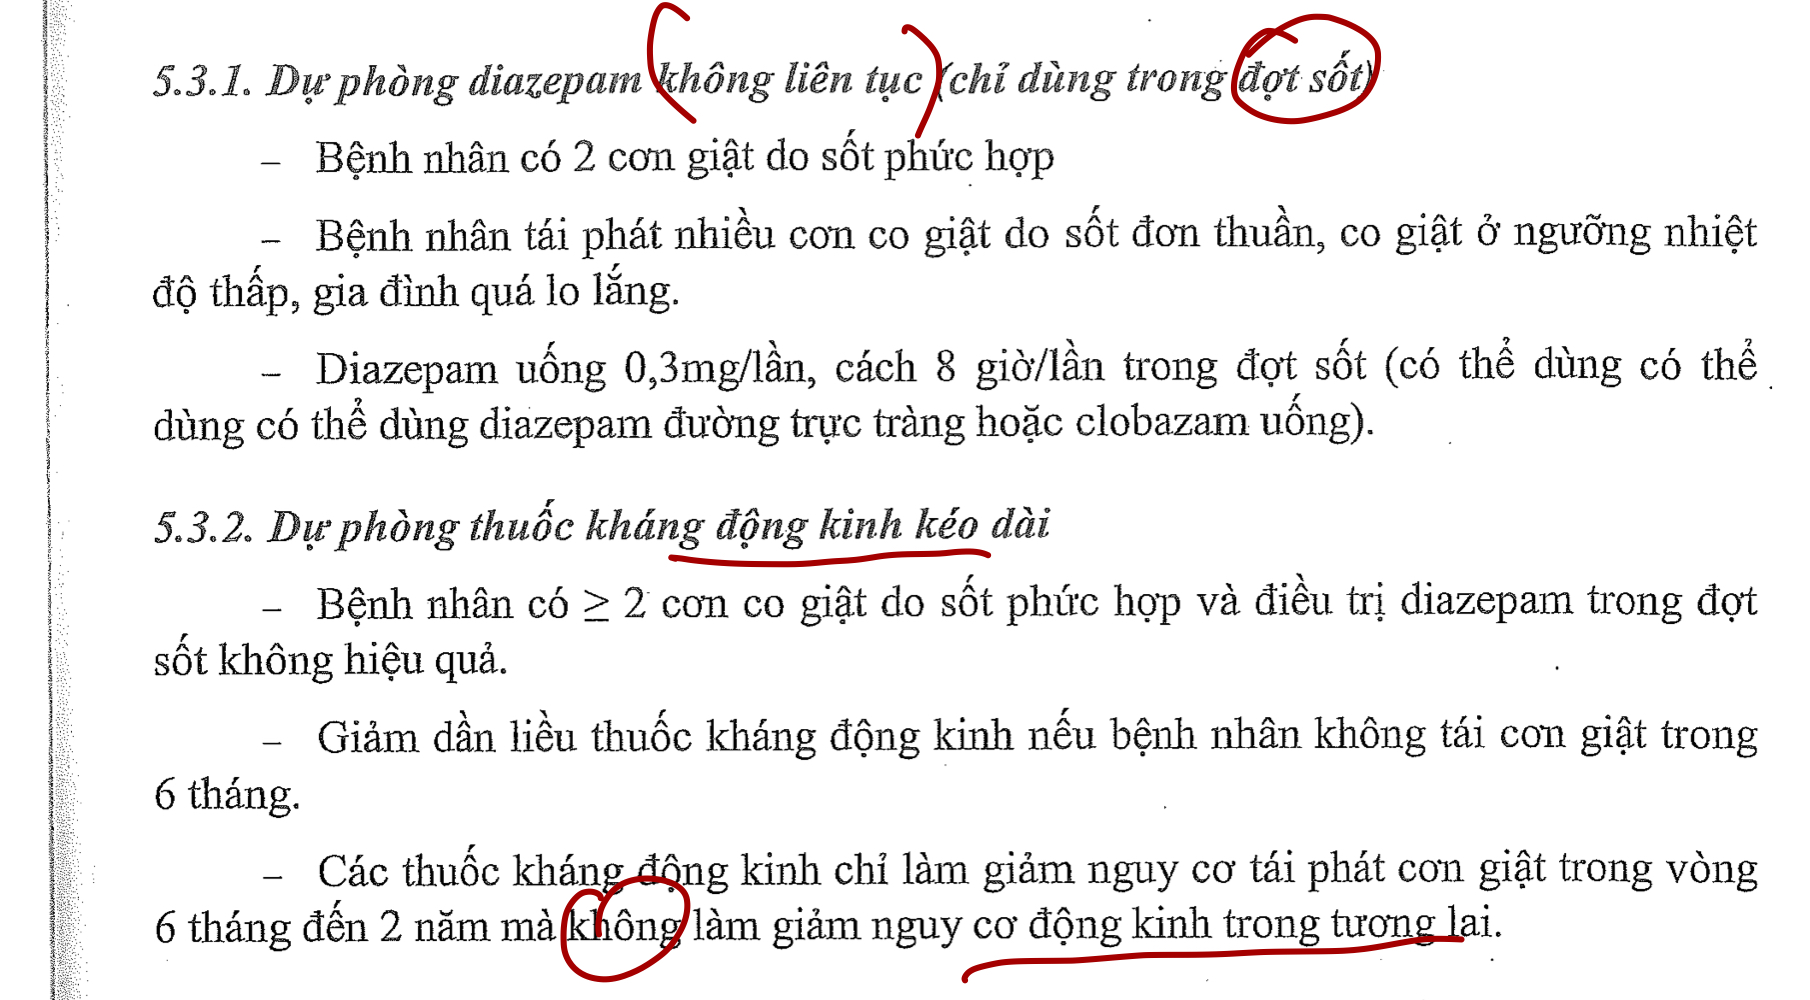 5.3.1. Dự phòng diazepam không liên tục (chỉ dùng trong đợt sốt)
– Bệnh nhân có 2 cơn giật do sốt phức hợp
– Bệnh nhân tái phát nhiều cơn co giật do sốt đơn thuần, co giật ở ngưỡng nhiệt
độ thấp, gia đình quá lo lắng.
– Diazepam uống 0,3mg/lần, cách 8 giờ/lần trong đợt sốt (có thể dùng có thể
dùng có thể dùng diazepam đường trực tràng hoặc clobazam uống).
5.3.2. Dự phòng thuốc kháng động kinh kéo dài
– Bệnh nhân có ≥ 2 cơn co giật do sốt phức hợp và điều trị diazepam trong đợt
sốt không hiệu quả.
– Giảm dần liều thuốc kháng động kinh nếu bệnh nhân không tái cơn giật trong
6 tháng.
– Các thuốc kháng động kinh chỉ làm giảm nguy cơ tái phát cơn giật trong vòng
6 tháng đến 2 năm mà không làm giảm nguy cơ động kinh trong tương lai.